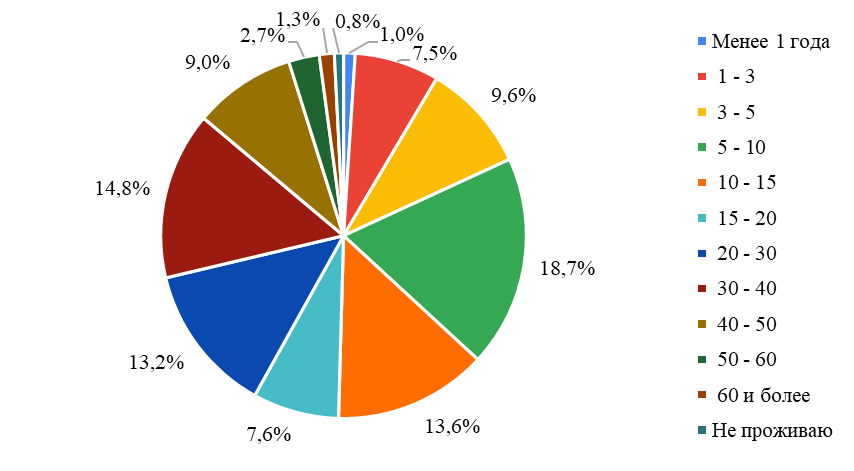 1,3%
0,8%
2,7%
1,0%
7,5%
9,0%
9,6%
14,8%
18,7%
13,2%
13,6%
7,6%
Менее 1 года
1 - 3
3 - 5
5 - 10
10 - 15
15 - 20
20 - 30
30 - 40
40 - 50
50 - 60
60 и более
Не проживаю